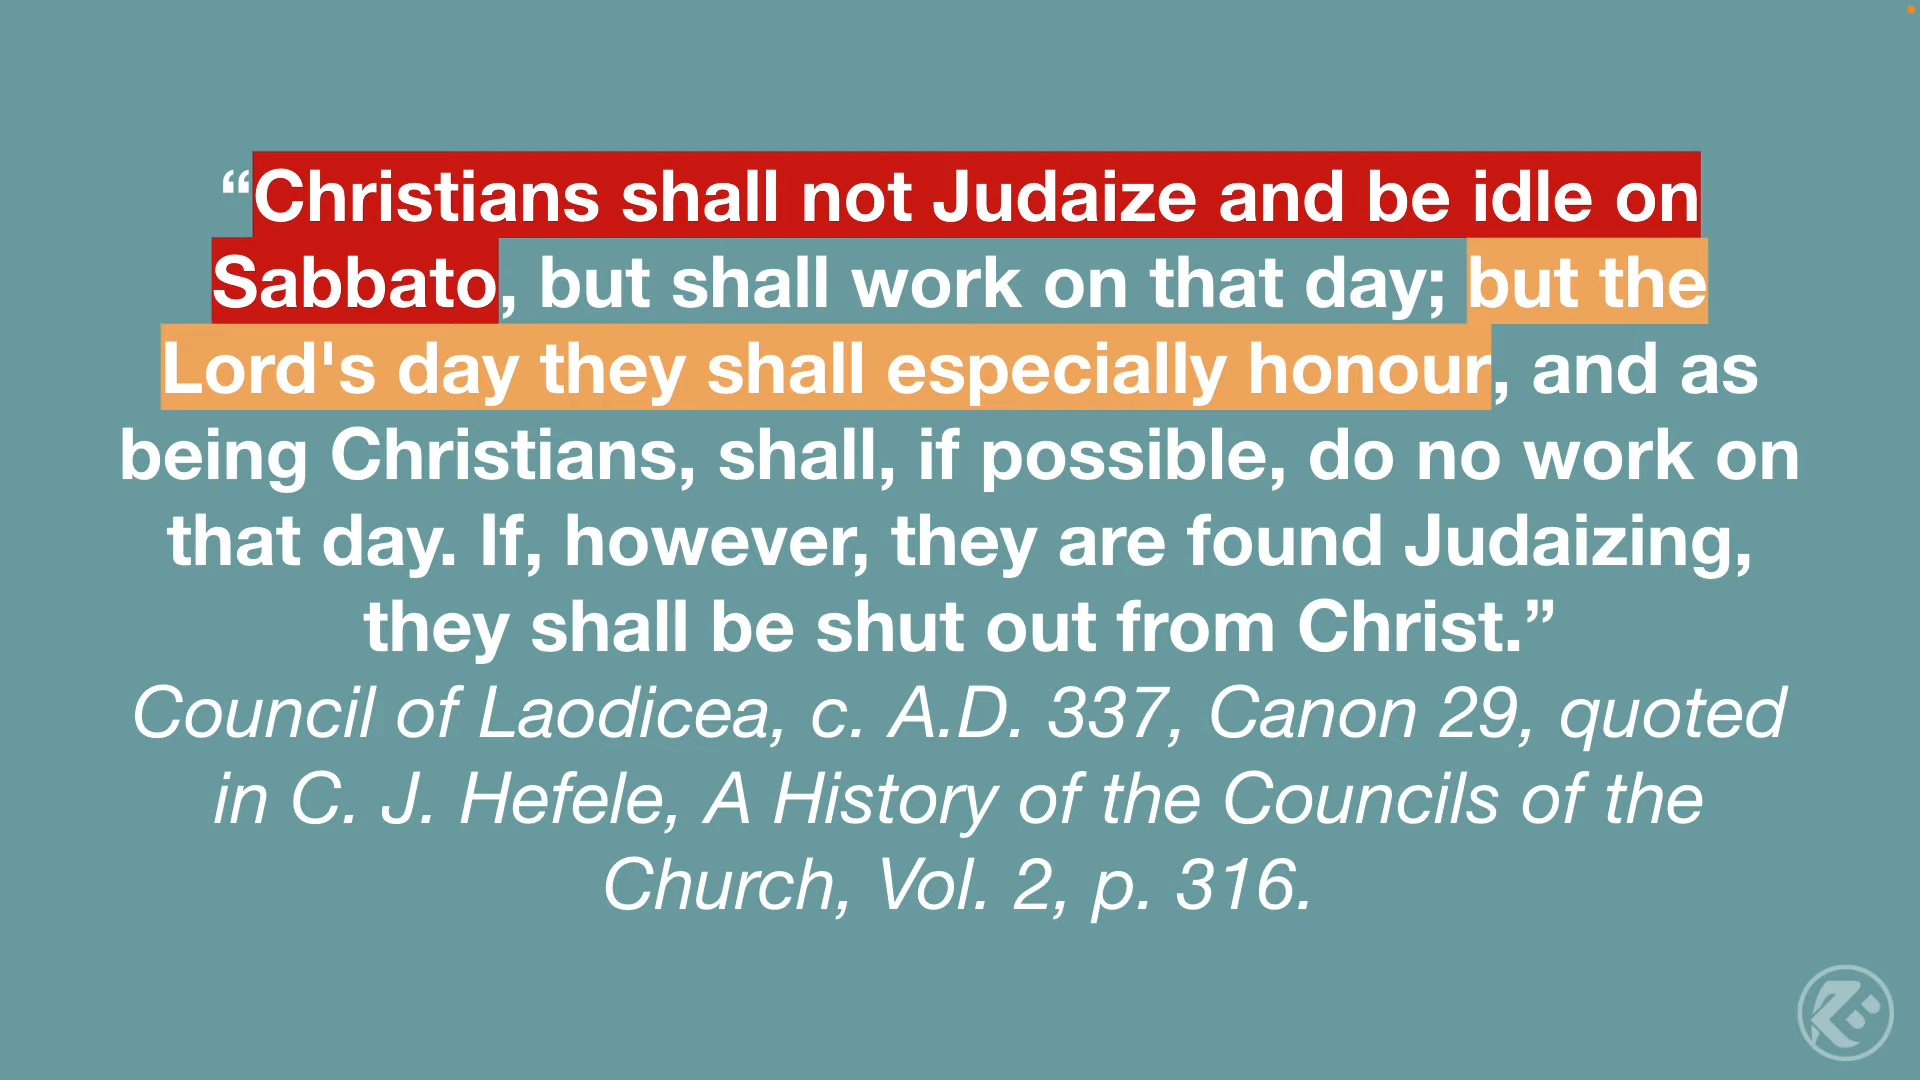 “Christians shall not Judaize and be idle on
Sabbato, but shall work on that day; but the
Lord's day they shall especially honour, and as
being Christians, shall, if possible, do no work on
that day. If, however, they are found Judaizing,
they shall be shut out from Christ.”
Council of Laodicea, c. A.D. 337, Canon 29, quoted
in C. J. Hefele, A History of the Councils of the
Church, Vol. 2, p. 316.